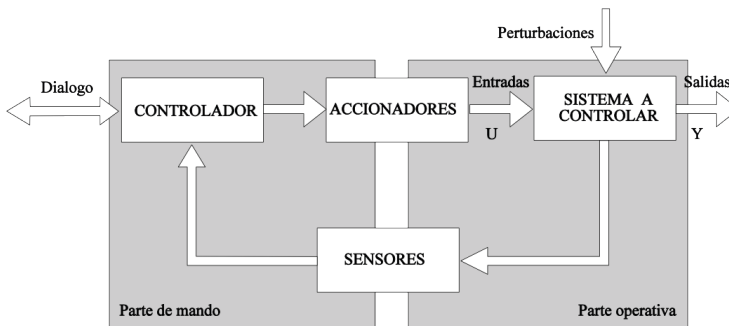 Perturbaciones
Dialogo
Entradas
Salidas
CONTROLADOR
ACCIONADORES
SISTEMA A
CONTROLAR
U
Y
SENSORES
Parte de mando
Parte operativa